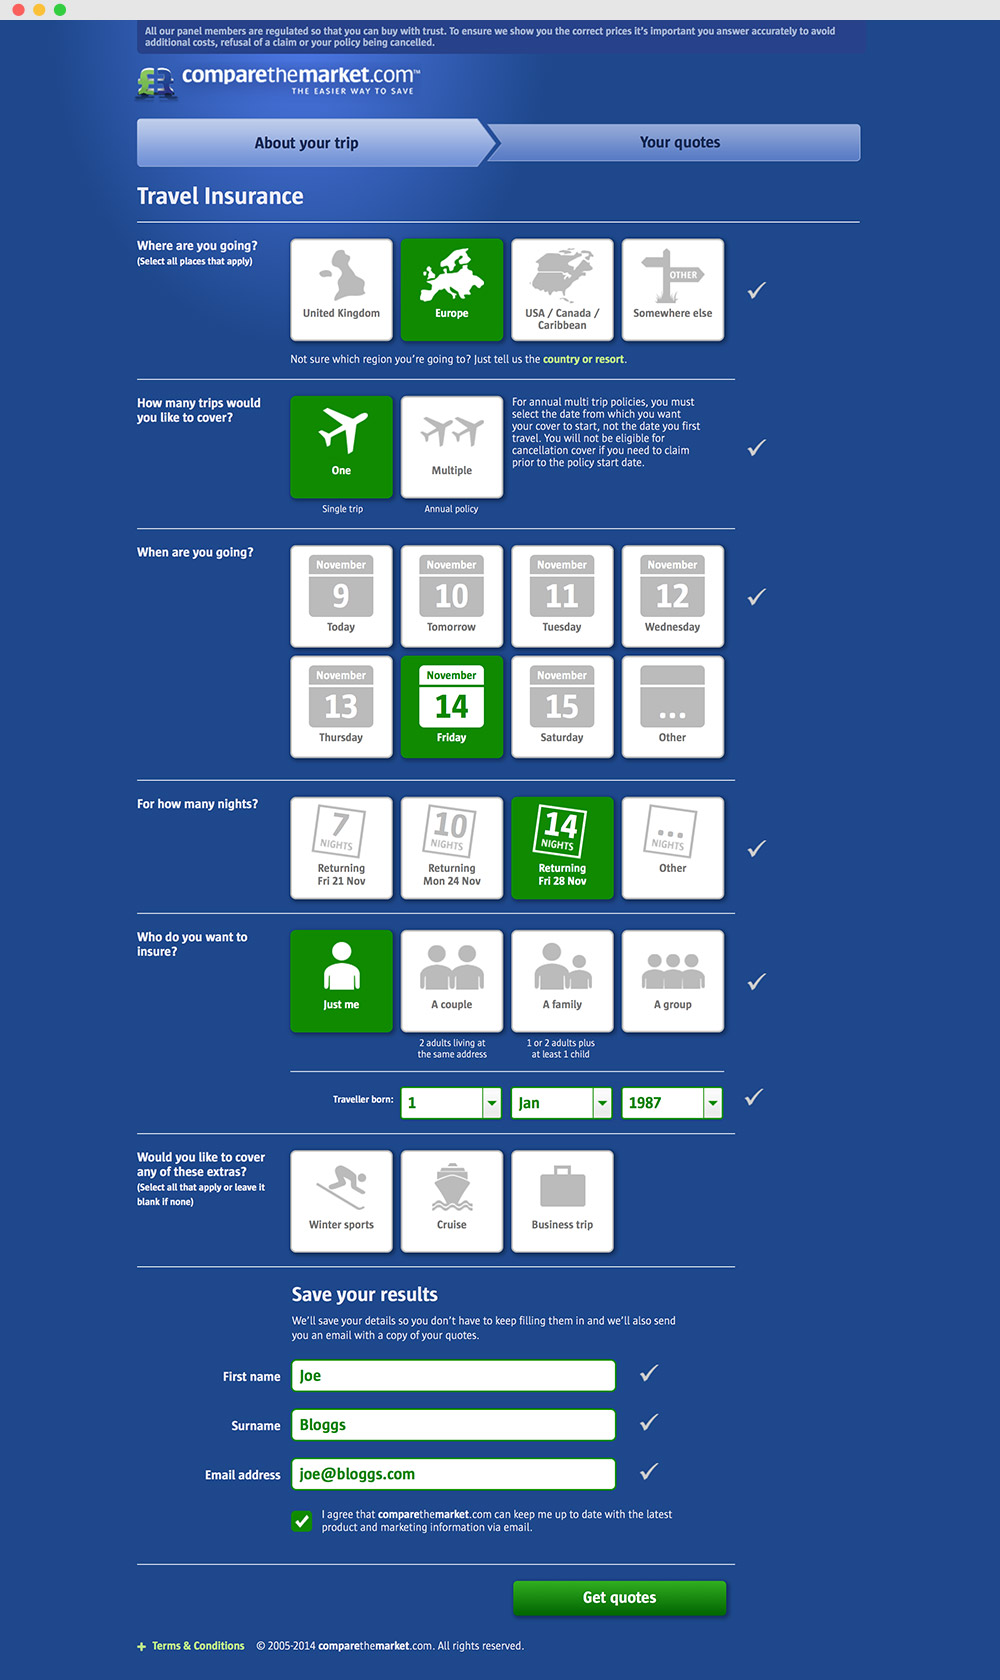 All our panel members are regulated so that you can buy with trust. To ensure we show you the correct prices it's important you answer accurately to avoid
additional costs, refusal of a claim or your policy being cancelled.
comparethemarket.com™
THE EASIER WAY TO SAVE
About your trip
Your quotes
Travel Insurance
Where are you going?
(Select all places that apply)
United Kingdom
Europe
USA / Canada /
Caribbean
OTHER
Somewhere else
Not sure which region you're going to? Just tell us the country or resort.
How many trips would
you like to cover?
One
Single trip
Multiple
Annual policy
For annual multi trip policies, you must
select the date from which you want
your cover to start, not the date you first
travel. You will not be eligible for
cancellation cover if you need to claim
prior to the policy start date.
When are you going?
November
9
Today
November
10
Tomorrow
November
11
Tuesday
November
12
Wednesday
November
13
Thursday
November
14
Friday
November
15
Saturday
...
Other
For how many nights?
7
NIGHTS
Returning
Fri 21 Nov
10
NIGHTS
Returning
Mon 24 Nov
14
NIGHTS
Returning
Fri 28 Nov
...
NIGHTS
Other
Who do you want to
insure?
Just me
A couple
2 adults living at
the same address
A family
1 or 2 adults plus
at least 1 child
A group
Traveller born:
1
Jan
1987
Would you like to cover
any of these extras?
(Select all that apply or leave it
blank if none)
Winter sports
Cruise
Business trip
Save your results
We'll save your details so you don't have to keep filling them in and we'll also send
you an email with a copy of your quotes.
First name
Joe
Surname
Bloggs
Email address
joe@bloggs.com
I agree that comparethemarket.com can keep me up to date with the latest
product and marketing information via email.
Get quotes
+ Terms & Conditions © 2005-2014 comparethemarket.com. All rights reserved.